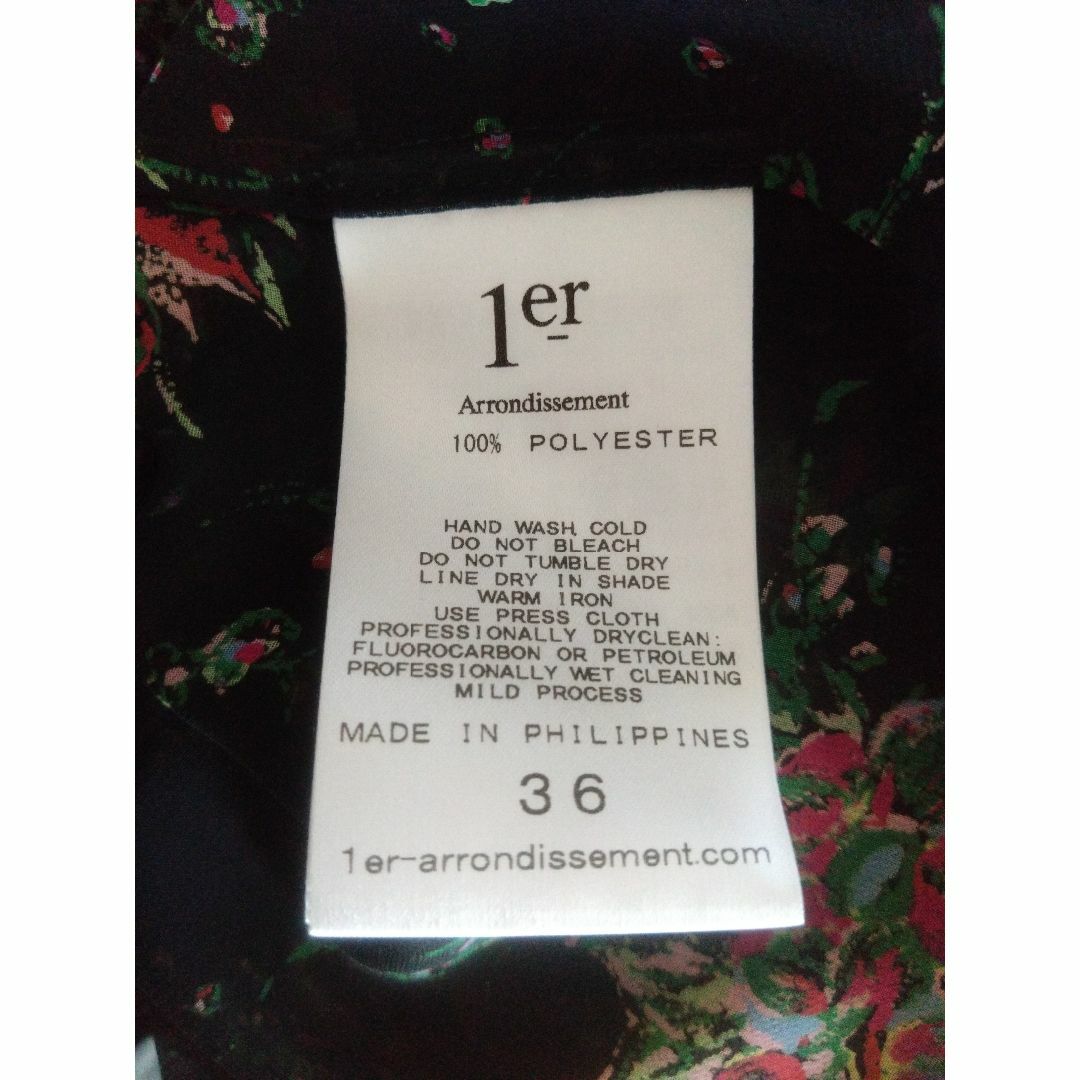 1er
Arrondissement
100% POLYESTER
HAND WASH COLD
DO NOT BLEACH
DO NOT TUMBLE DRY
LINE DRY IN SHADE
WARM IRON
USE PRESS CLOTH
PROFESSIONALLY DRYCLEAN:
FLUOROCARBON OR PETROLEUM
PROFESSIONALLY WET CLEANING
MILD PROCESS
MADE IN PHILIPPINES
36
1er-arrondissement.com